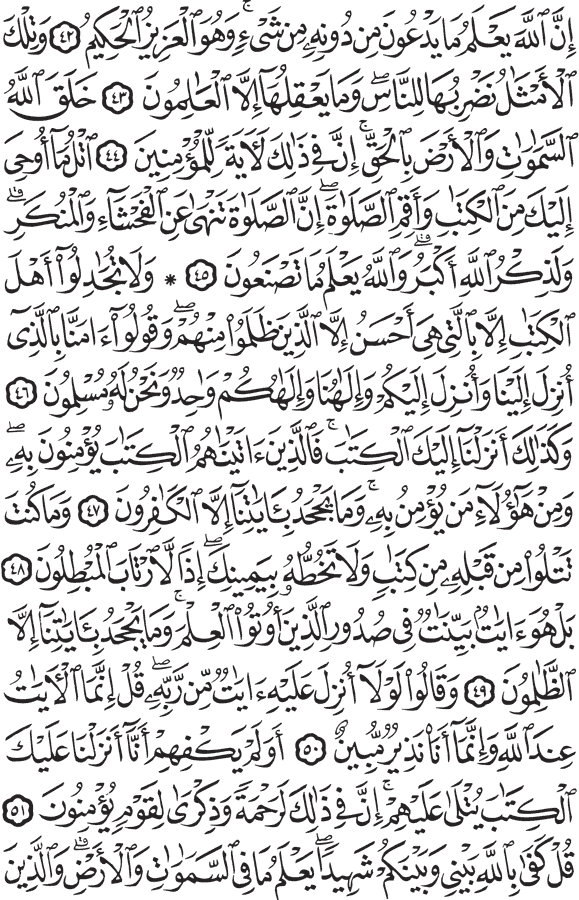 إِنَّ ٱللَّهَ يَعْلَمُ مَا يَدْعُونَ مِن دُونِهِۦ مِن شَىْءٍ ۚ وَهُوَ ٱلْعَزِيزُ ٱلْحَكِيمُ ٤٢ وَتِلْكَ
ٱلْأَمْثَٰلُ نَضْرِبُهَا لِلنَّاسِ ۖ وَمَا يَعْقِلُهَآ إِلَّا ٱلْعَٰلِمُونَ ٤٣ خَلَقَ ٱللَّهُ
ٱلسَّمَٰوَٰتِ وَٱلْأَرْضَ بِٱلْحَقِّ ۚ إِنَّ فِى ذَٰلِكَ لَءَايَةً لِّلْمُؤْمِنِينَ ٤٤ ٱتْلُ مَآ أُوحِىَ
إِلَيْكَ مِنَ ٱلْكِتَٰبِ وَأَقِمِ ٱلصَّلَوٰةَ ۖ إِنَّ ٱلصَّلَوٰةَ تَنْهَىٰ عَنِ ٱلْفَحْشَآءِ وَٱلْمُنكَرِ ۗ
وَلَذِكْرُ ٱللَّهِ أَكْبَرُ ۗ وَٱللَّهُ يَعْلَمُ مَا تَصْنَعُونَ ٤٥ * وَلَا تُجَٰدِلُوٓا۟ أَهْلَ
ٱلْكِتَٰبِ إِلَّا بِٱلَّتِى هِىَ أَحْسَنُ إِلَّا ٱلَّذِينَ ظَلَمُوا۟ مِنْهُمْ ۖ وَقُولُوٓا۟ ءَامَنَّا بِٱلَّذِىٓ
أُنزِلَ إِلَيْنَا وَأُنزِلَ إِلَيْكُمْ وَإِلَٰهُنَا وَإِلَٰهُكُمْ وَٰحِدٌ وَنَحْنُ لَهُۥ مُسْلِمُونَ ٤٦
وَكَذَٰلِكَ أَنزَلْنَآ إِلَيْكَ ٱلْكِتَٰبَ ۚ فَٱلَّذِينَ ءَاتَيْنَٰهُمُ ٱلْكِتَٰبَ يُؤْمِنُونَ بِهِۦ ۖ
وَمِنْ هَٰٓؤُلَآءِ مَن يُؤْمِنُ بِهِۦ ۚ وَمَا يَجْحَدُ بِـَٔايَٰتِنَآ إِلَّا ٱلْكَٰفِرُونَ ٤٧ وَمَا كُنتَ
تَتْلُوا۟ مِن قَبْلِهِۦ مِن كِتَٰبٍ وَلَا تَخُطُّهُۥ بِيَمِينِكَ ۖ إِذًا لَّٱرْتَابَ ٱلْمُبْطِلُونَ ٤٨
بَلْ هُوَ ءَايَٰتٌۢ بَيِّنَٰتٌ فِى صُدُورِ ٱلَّذِينَ أُوتُوا۟ ٱلْعِلْمَ ۚ وَمَا يَجْحَدُ بِـَٔايَٰتِنَآ إِلَّا
ٱلظَّٰلِمُونَ ٤٩ وَقَالُوا۟ لَوْلَآ أُنزِلَ عَلَيْهِ ءَايَٰتٌ مِّن رَّبِّهِۦ ۖ قُلْ إِنَّمَا ٱلْءَايَٰتُ
عِندَ ٱللَّهِ وَإِنَّمَآ أَنَا۠ نَذِيرٌ مُّبِينٌ ٥٠ أَوَلَمْ يَكْفِهِمْ أَنَّآ أَنزَلْنَا عَلَيْكَ
ٱلْكِتَٰبَ يُتْلَىٰ عَلَيْهِمْ ۚ إِنَّ فِى ذَٰلِكَ لَرَحْمَةً وَذِكْرَىٰ لِقَوْمٍ يُؤْمِنُونَ ٥١
قُلْ كَفَىٰ بِٱللَّهِ بَيْنِى وَبَيْنَكُمْ شَهِيدًا ۖ يَعْلَمُ مَا فِى ٱلسَّمَٰوَٰتِ وَٱلْأَرْضِ ۗ وَٱلَّذِينَ